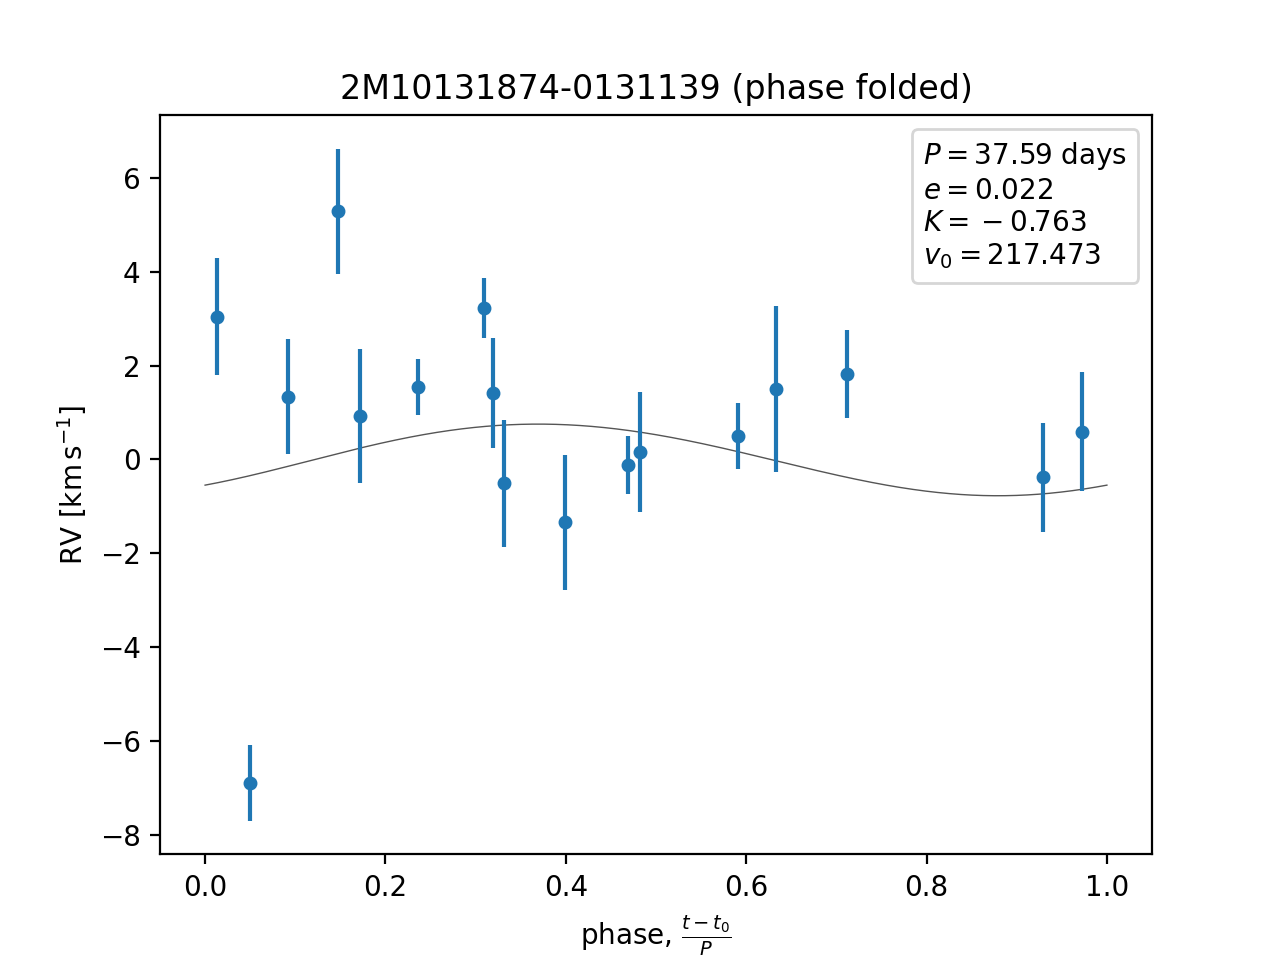 2M10131874-0131139 (phase folded)
P = 37.59 days
e = 0.022
K = −0.763
v₀ = 217.473
6
4
2
0
−2
−4
−6
−8
RV [km s⁻¹]
0.0 0.2 0.4 0.6 0.8 1.0
phase, (t − t₀)/P